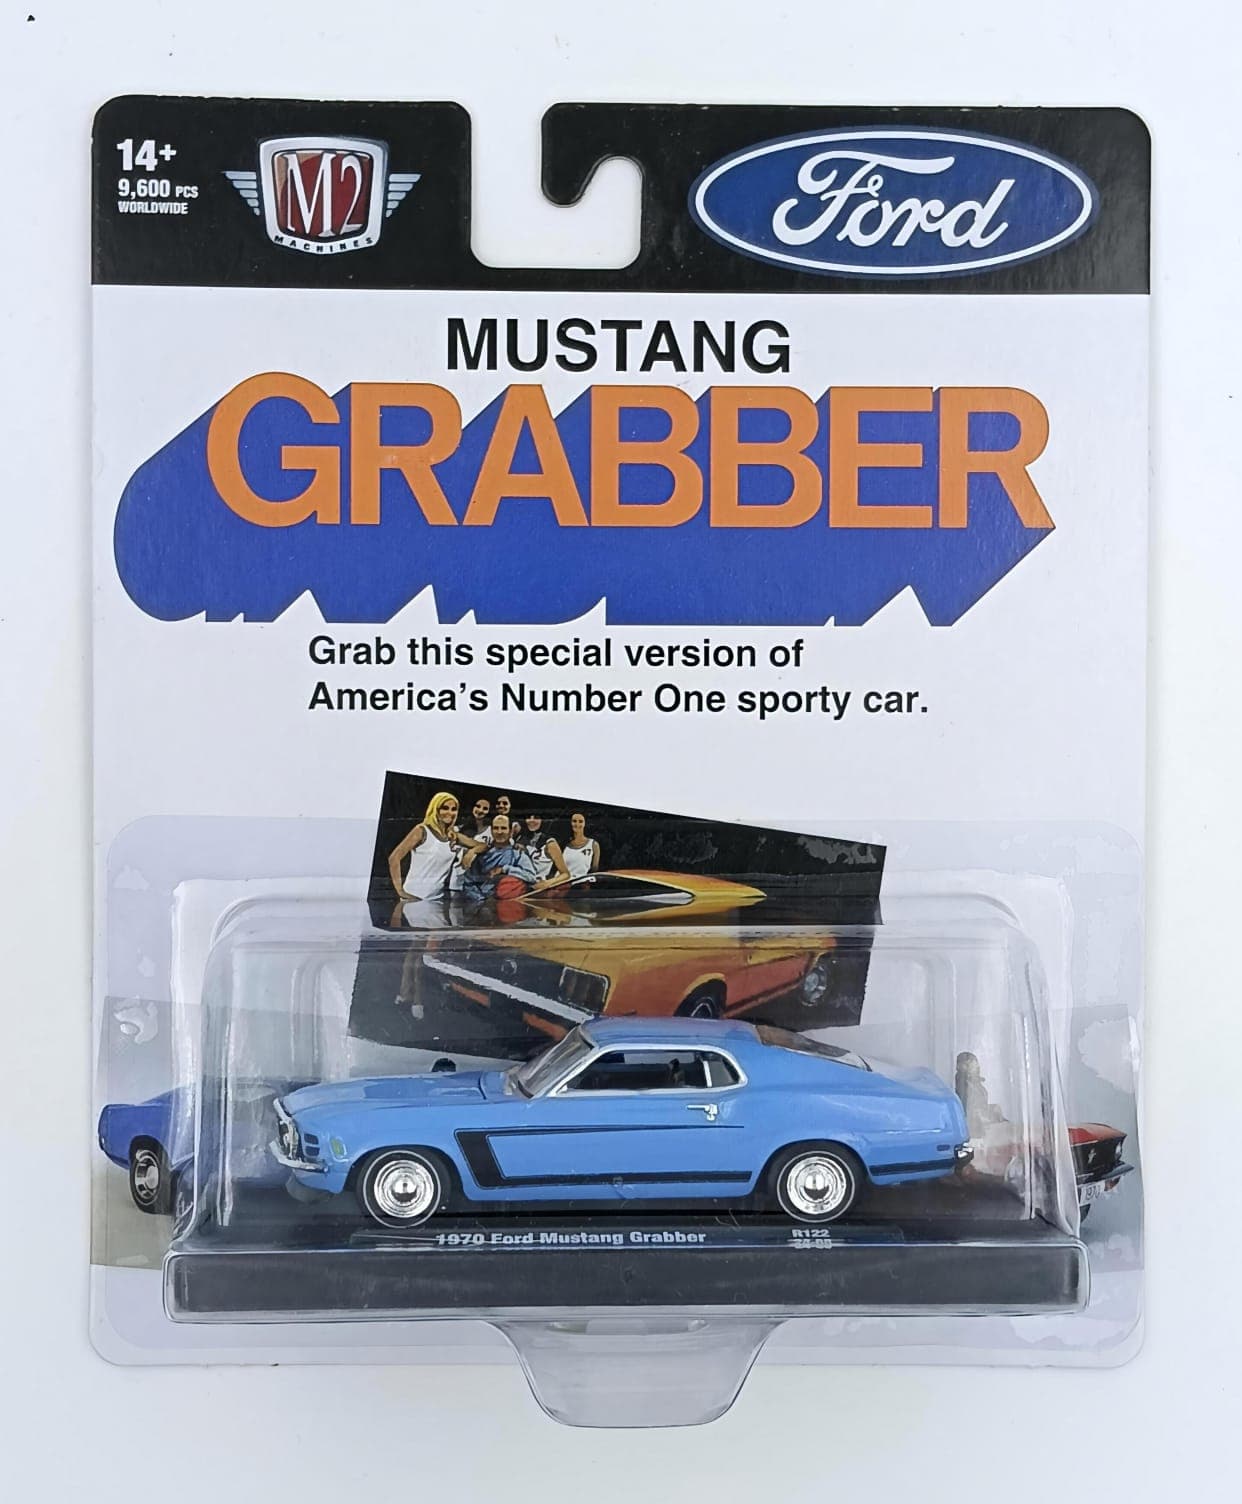 14+
9,600 PCS
WORLDWIDE
M2
MACHINES
Ford
MUSTANG
GRABBER
Grab this special version of
America's Number One sporty car.
1970 Ford Mustang Grabber
R122